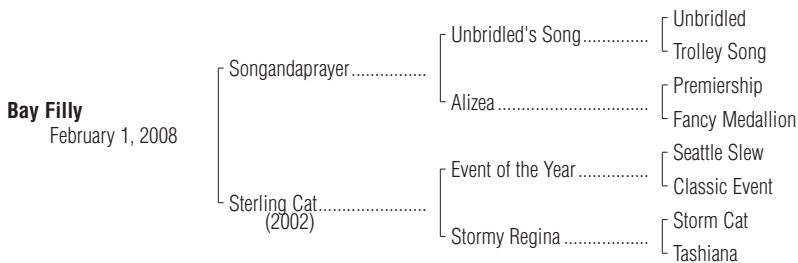 Unbridled
Unbridled's Song..............
Trolley Song
Songandaprayer................
Premiership
Alizea................................
Fancy Medallion
Bay Filly
February 1, 2008
Seattle Slew
Event of the Year...............
Classic Event
Sterling Cat.......................
(2002)
Storm Cat
Stormy Regina ..................
Tashiana